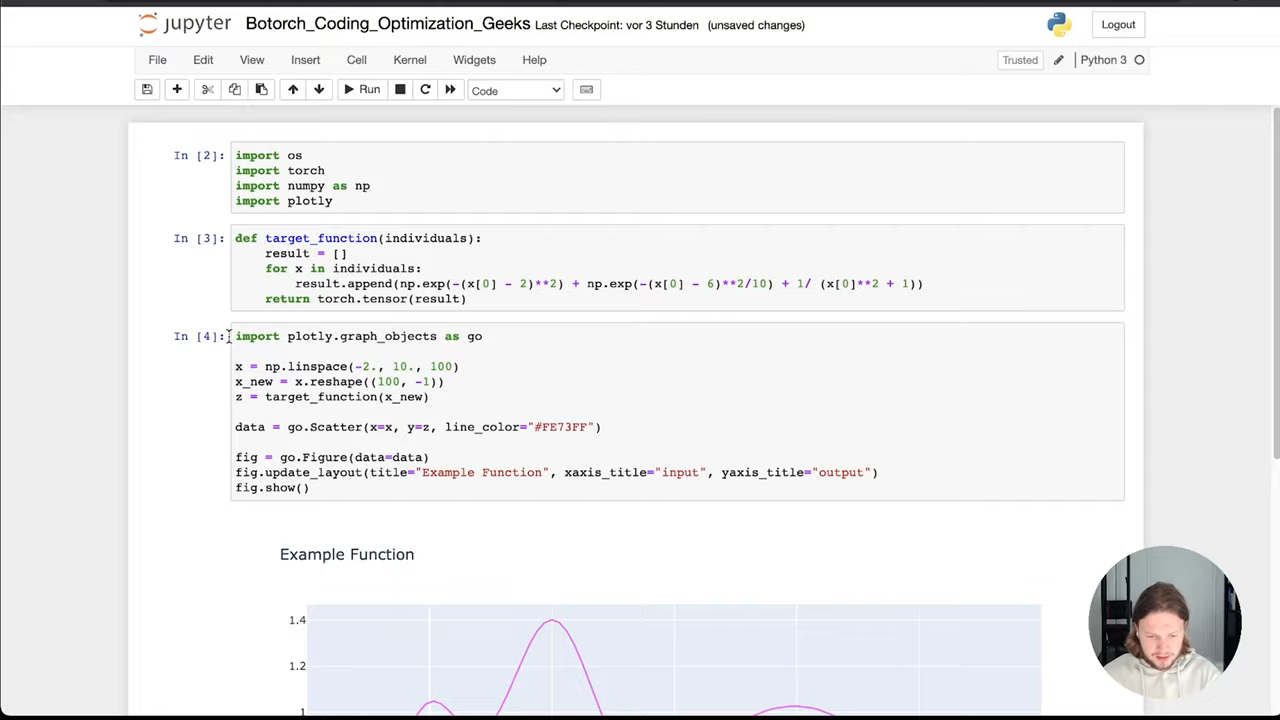 jupyter Botorch_Coding_Optimization_Geeks Last Checkpoint: vor 3 Stunden (unsaved changes) Logout
File Edit View Insert Cell Kernel Widgets Help Trusted Python 3
Run Code
In [2]: import os
import torch
import numpy as np
import plotly
In [3]: def target_function(individuals):
    result = []
    for x in individuals:
        result.append(np.exp(-(x[0] - 2)**2) + np.exp(-(x[0] - 6)**2/10) + 1/ (x[0]**2 + 1))
    return torch.tensor(result)
In [4]: import plotly.graph_objects as go
x = np.linspace(-2., 10., 100)
x_new = x.reshape((100, -1))
z = target_function(x_new)
data = go.Scatter(x=x, y=z, line_color="#FE73FF")
fig = go.Figure(data=data)
fig.update_layout(title="Example Function", xaxis_title="input", yaxis_title="output")
fig.show()
Example Function
1.4
1.2
1